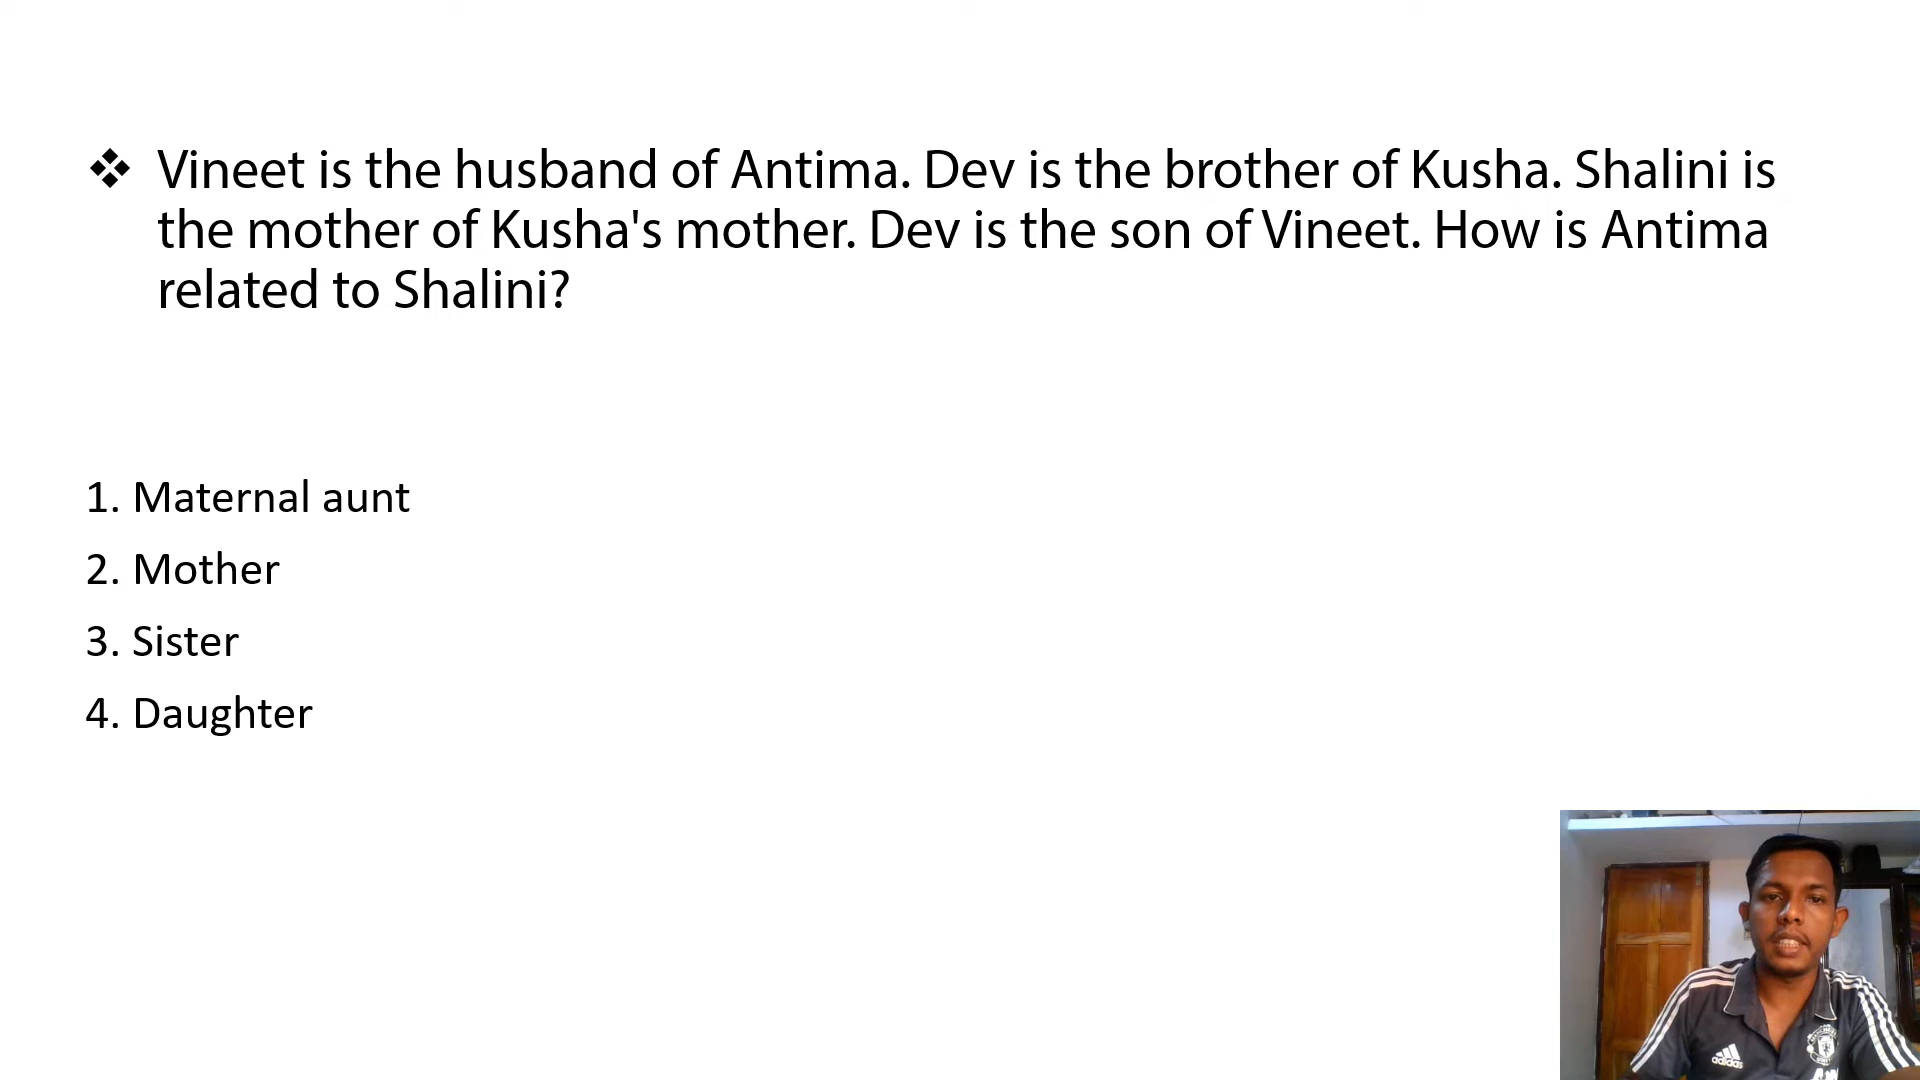 ❖ Vineet is the husband of Antima. Dev is the brother of Kusha. Shalini is
the mother of Kusha's mother. Dev is the son of Vineet. How is Antima
related to Shalini?
1. Maternal aunt
2. Mother
3. Sister
4. Daughter
adidas